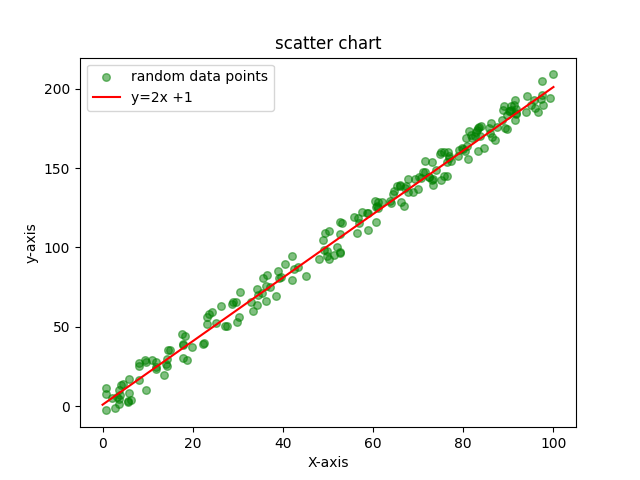 scatter chart
random data points
y=2x +1
y-axis
200
150
100
50
0
0 20 40 60 80 100
X-axis